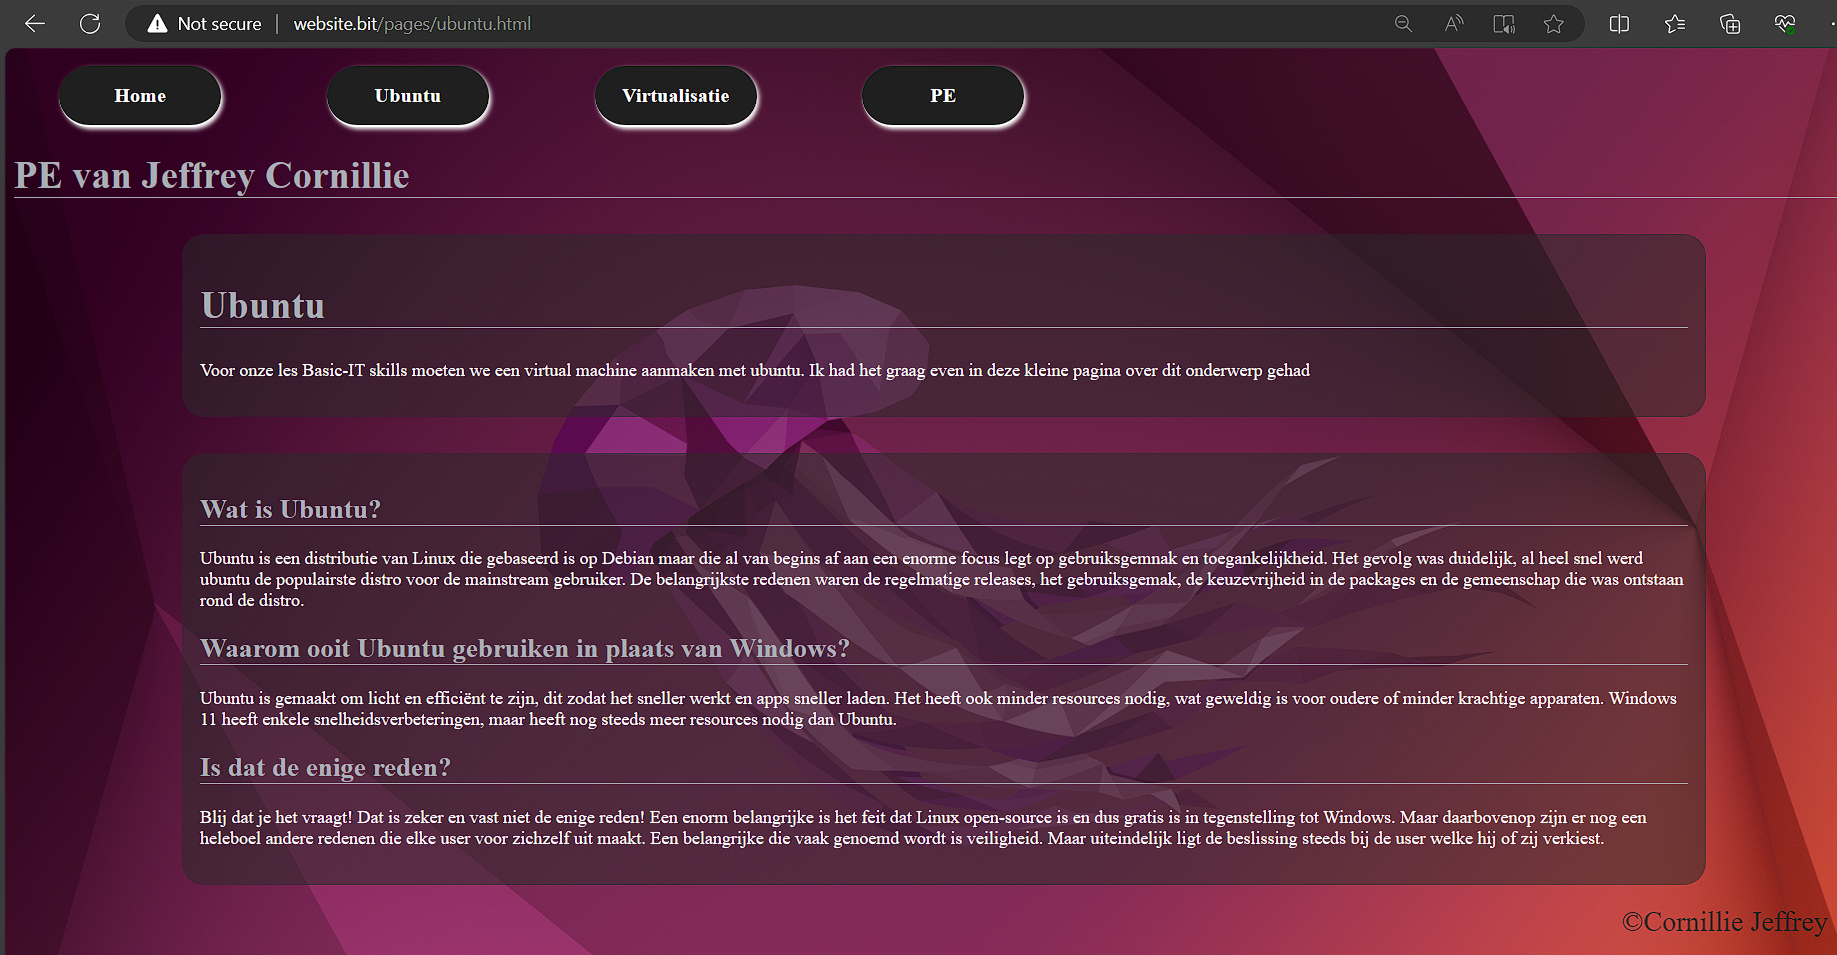 Not secure | website.bit/pages/ubuntu.html
Home Ubuntu Virtualisatie PE
PE van Jeffrey Cornillie
Ubuntu
Voor onze les Basic-IT skills moeten we een virtual machine aanmaken met ubuntu. Ik had het graag even in deze kleine pagina over dit onderwerp gehad
Wat is Ubuntu?
Ubuntu is een distributie van Linux die gebaseerd is op Debian maar die al van begins af aan een enorme focus legt op gebruiksgemnak en toegankelijkheid. Het gevolg was duidelijk, al heel snel werd
ubuntu de populairste distro voor de mainstream gebruiker. De belangrijkste redenen waren de regelmatige releases, het gebruiksgemak, de keuzevrijheid in de packages en de gemeenschap die was ontstaan
rond de distro.
Waarom ooit Ubuntu gebruiken in plaats van Windows?
Ubuntu is gemaakt om licht en efficiënt te zijn, dit zodat het sneller werkt en apps sneller laden. Het heeft ook minder resources nodig, wat geweldig is voor oudere of minder krachtige apparaten. Windows
11 heeft enkele snelheidsverbeteringen, maar heeft nog steeds meer resources nodig dan Ubuntu.
Is dat de enige reden?
Blij dat je het vraagt! Dat is zeker en vast niet de enige reden! Een enorm belangrijke is het feit dat Linux open-source is en dus gratis is in tegenstelling tot Windows. Maar daarbovenop zijn er nog een
heleboel andere redenen die elke user voor zichzelf uit maakt. Een belangrijke die vaak genoemd wordt is veiligheid. Maar uiteindelijk ligt de beslissing steeds bij de user welke hij of zij verkiest.
©Cornillie Jeffrey